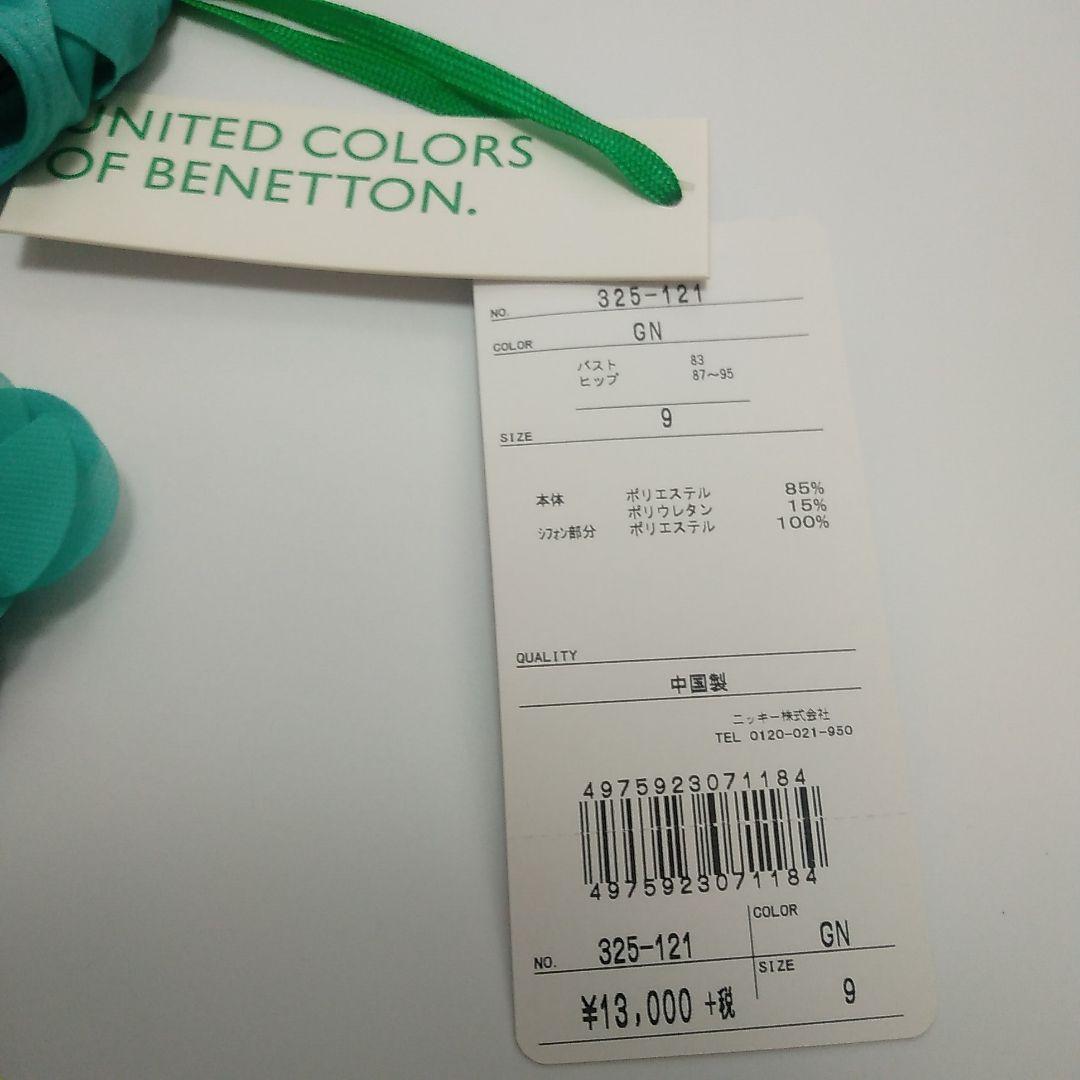 UNITED COLORS
OF BENETTON.
NO. 325-121
COLOR GN
バスト 83
ヒップ 87～95
9
SIZE
本体 ポリエステル 85%
ポリウレタン 15%
シフォン部分 ポリエステル 100%
QUALITY
中国製
ニッキー株式会社
TEL 0120-021-950
4975923071184
4975923071184
COLOR
NO. 325-121 GN
SIZE
¥13,000 +税 9